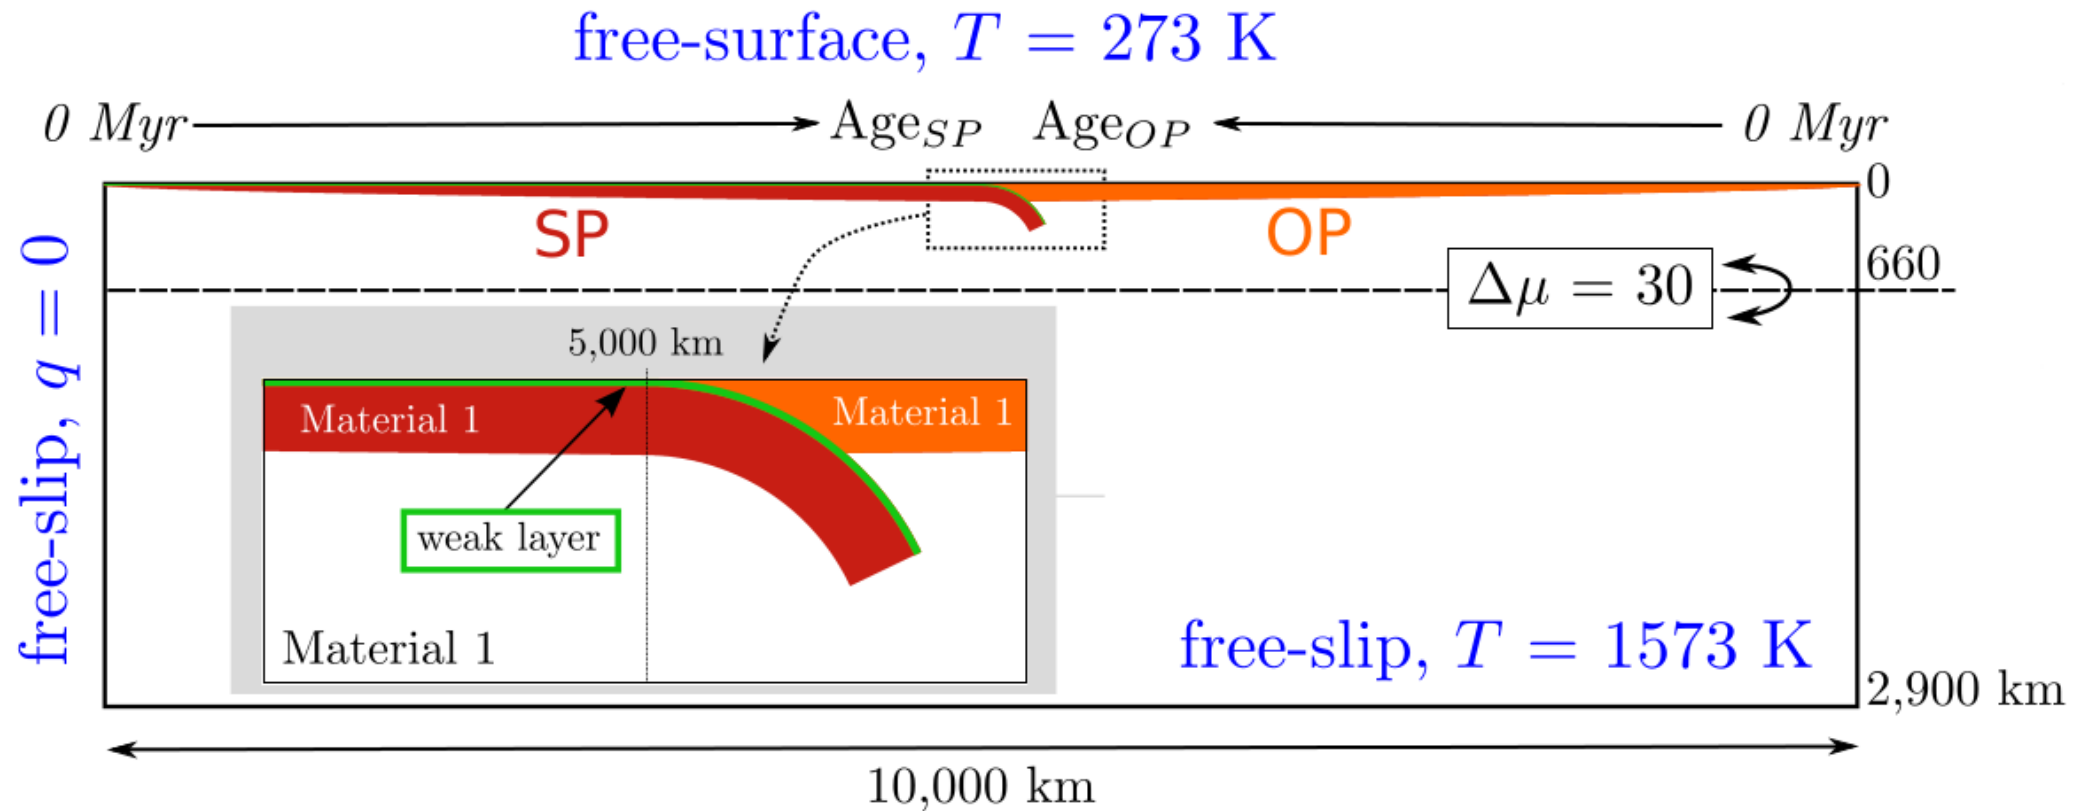 free-surface, T = 273 K
0 Myr
Age_SP
Age_OP
0 Myr
0
SP
OP
660
Δμ = 30
free-slip, q = 0
5,000 km
Material 1
Material 1
weak layer
Material 1
free-slip, T = 1573 K
2,900 km
10,000 km